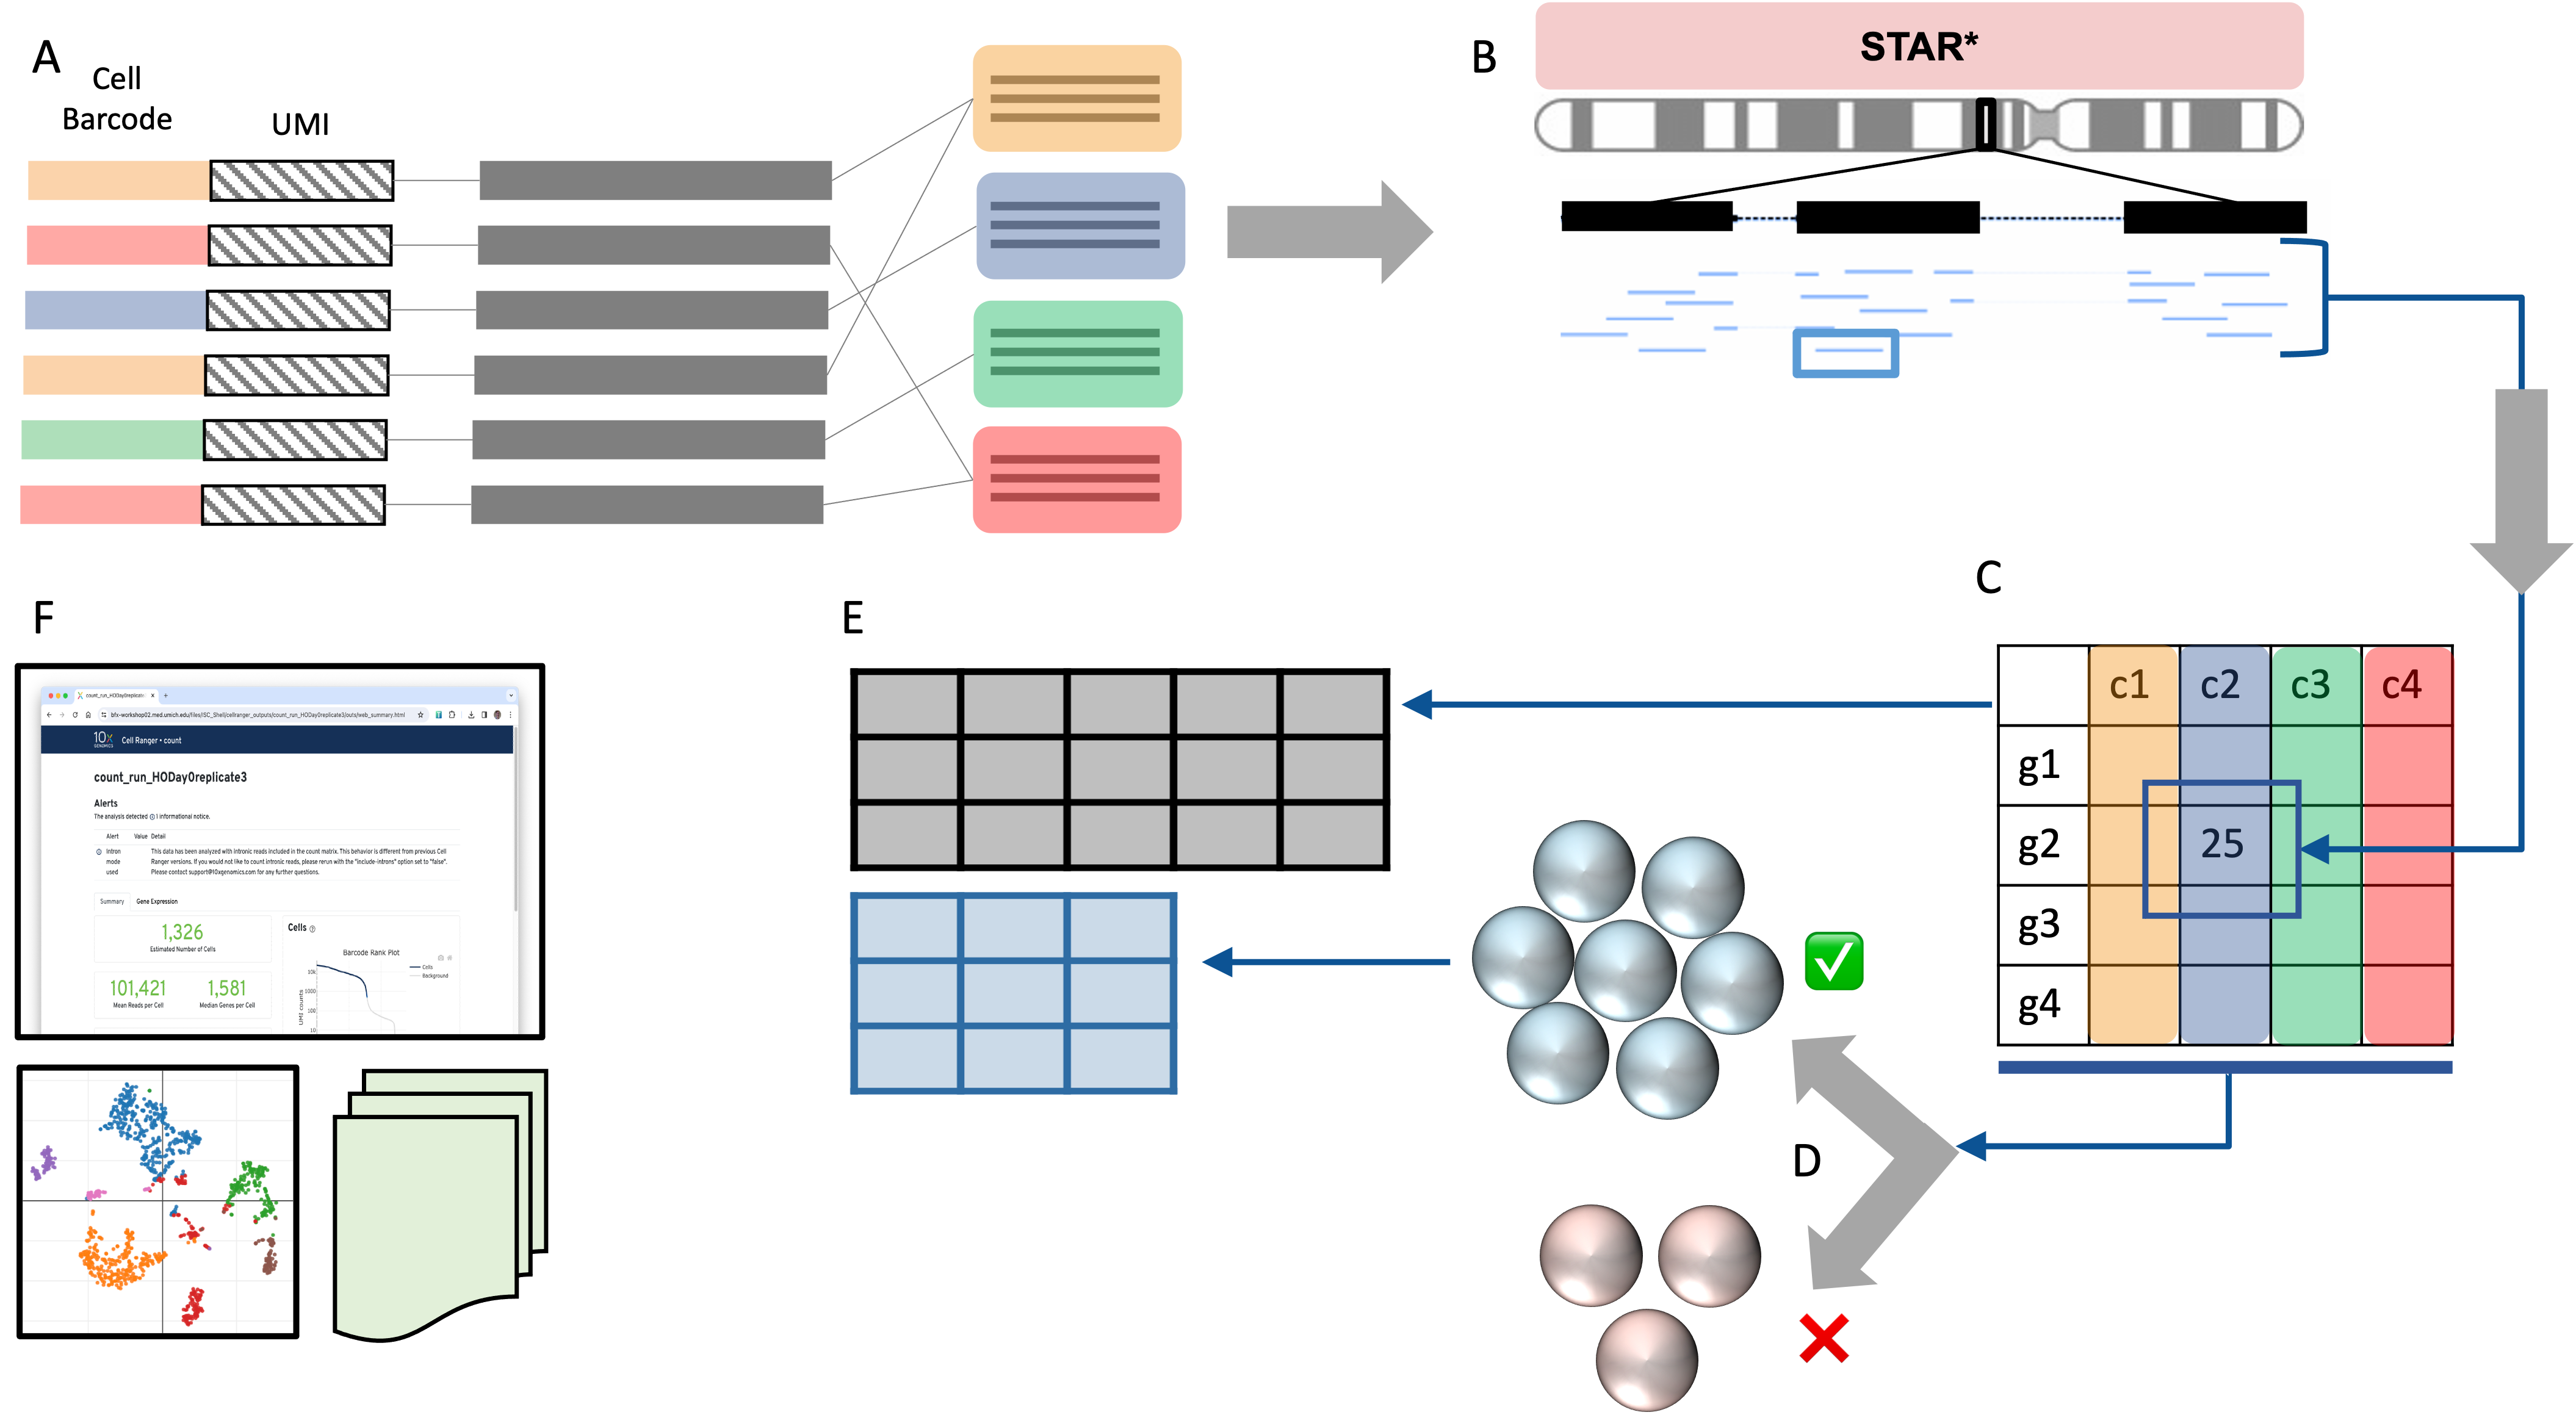 A
Cell
Barcode
UMI
B
STAR*
C
c1 c2 c3 c4
g1
g2 25
g3
g4
D
E
F
count_run_HODay0replicate
bfx-workshop02.med.umich.edu/files/ISC_Shell/cellranger_outputs/count_run_HODay0replicate3/outs/web_summary.html
10x
GENOMICS
Cell Ranger • count
count_run_HODay0replicate3
Alerts
The analysis detected 1 informational notice.
Alert Value Detail
Intron mode used
This data has been analyzed with intronic reads included in the count matrix. This behavior is different from previous Cell
Ranger versions. If you would not like to count intronic reads, please rerun with the "include-introns" option set to "false".
Please contact support@10xgenomics.com for any further questions.
Summary Gene Expression
1,326
Estimated Number of Cells
101,421
Mean Reads per Cell
1,581
Median Genes per Cell
Cells
Barcode Rank Plot
Cells
Background
UMI counts
10k
1000
100
10